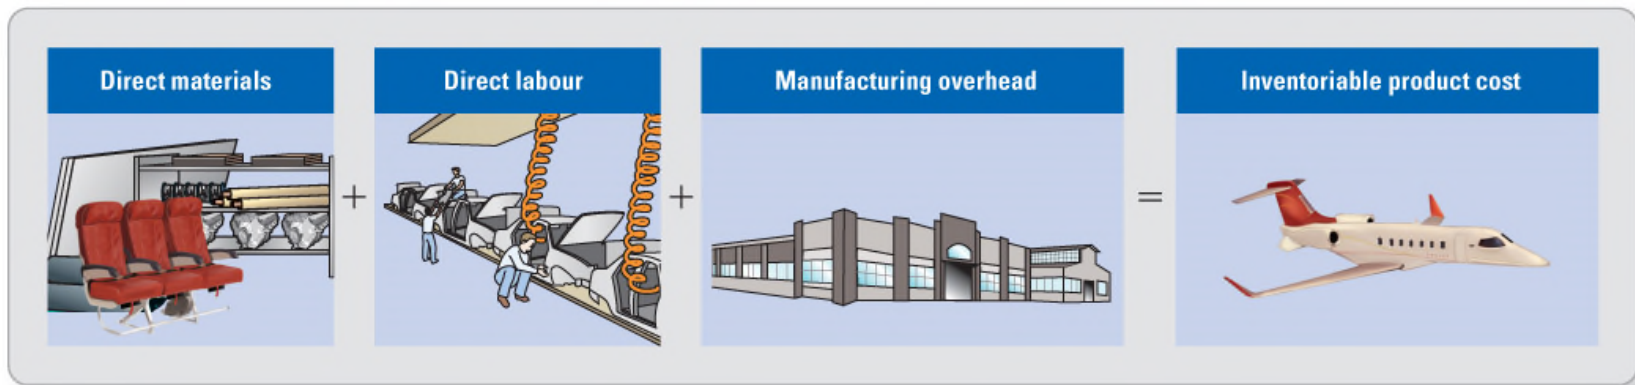 Direct materials
+
Direct labour
+
Manufacturing overhead
=
Inventoriable product cost